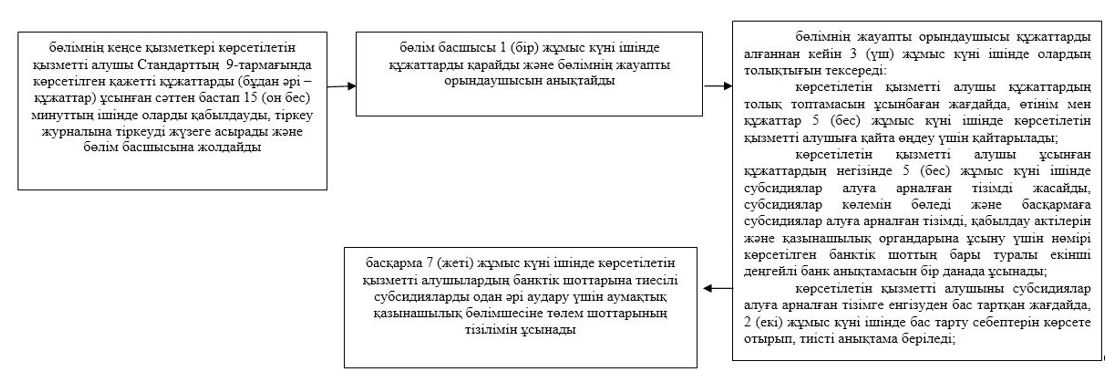 бөлімнің кеңсе қызметкері көрсетілетін
қызметті алушы Стандарттың 9-тармағында
көрсетілген қажетті құжаттарды (бұдан әрі –
құжаттар) ұсынған сәттен бастап 15 (он бес)
минуттың ішінде оларды қабылдауды, тіркеу
журналына тіркеуді жүзеге асырады және
бөлім басшысына жолдайды
бөлім басшысы 1 (бір) жұмыс күні ішінде
құжаттарды қарайды және бөлімнің жауапты
орындаушысын анықтайды
бөлімнің жауапты орындаушысы құжаттарды
алғаннан кейін 3 (үш) жұмыс күні ішінде олардың
толықтығын тексереді:
көрсетілетін қызметті алушы құжаттардың
толық топтамасын ұсынбаған жағдайда, өтінім мен
құжаттар 5 (бес) жұмыс күні ішінде көрсетілетін
қызметті алушыға қайта өңдеу үшін қайтарылады;
көрсетілетін қызметті алушы ұсынған
құжаттардың негізінде 5 (бес) жұмыс күні ішінде
субсидиялар алуға арналған тізімді жасайды,
субсидиялар көлемін бөледі және басқармаға
субсидиялар алуға арналған тізімді, қабылдау актілерін
және қазынашылық органдарына ұсыну үшін нөмірі
көрсетілген банктік шоттың бары туралы екінші
деңгейлі банк анықтамасын бір данада ұсынады;
көрсетілетін қызметті алушыны субсидиялар
алуға арналған тізімге енгізуден бас тартқан жағдайда,
2 (екі) жұмыс күні ішінде бас тарту себептерін көрсете
отырып, тиісті анықтама беріледі;
басқарма 7 (жеті) жұмыс күні ішінде көрсетілетін
қызметті алушылардың банктік шоттарына тиесілі
субсидияларды одан әрі аудару үшін аумақтық
қазынашылық бөлімшесіне төлем шоттарының
тізілімін ұсынады